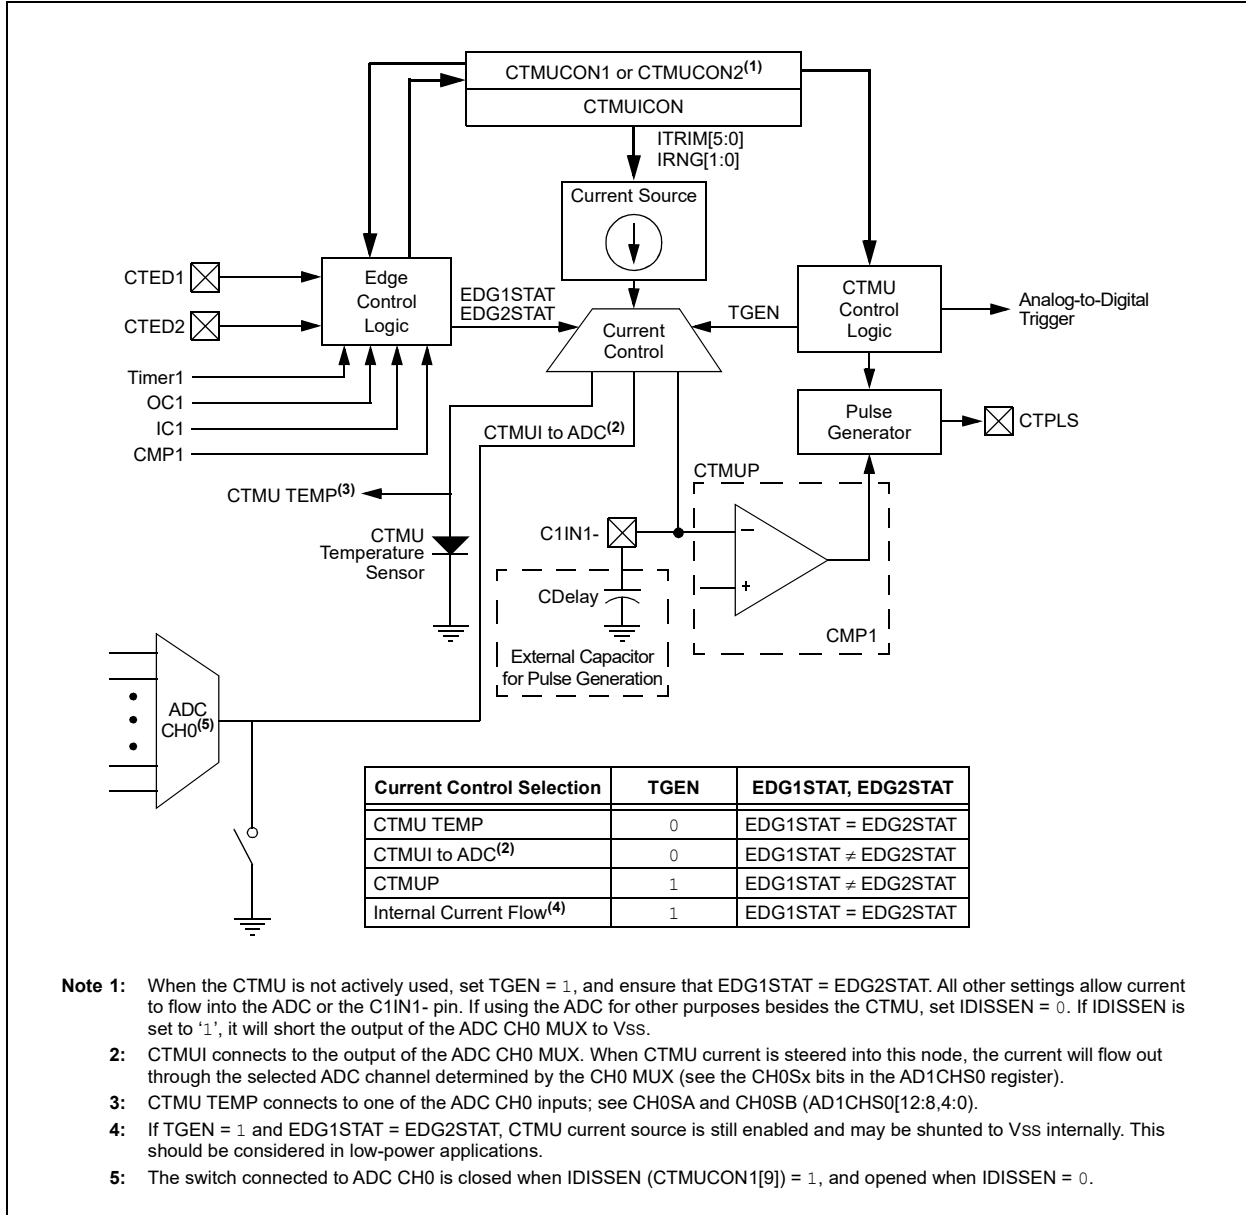 CTMUCON1 or CTMUCON2(1)
CTMUICON
ITRIM[5:0]
IRNG[1:0]
Current Source
CTED1
CTED2
Edge
Control
Logic
EDG1STAT
EDG2STAT
Current
Control
TGEN
CTMU
Control
Logic
Analog-to-Digital
Trigger
Timer1
OC1
IC1
CMP1
Pulse
Generator
CTPLS
CTMUI to ADC(2)
CTMUP
CTMU TEMP(3)
CTMU
Temperature
Sensor
C1IN1-
–
+
CDelay
CMP1
External Capacitor
for Pulse Generation
ADC
CH0(5)
Current Control Selection TGEN EDG1STAT, EDG2STAT
CTMU TEMP 0 EDG1STAT = EDG2STAT
CTMUI to ADC(2) 0 EDG1STAT ≠ EDG2STAT
CTMUP 1 EDG1STAT ≠ EDG2STAT
Internal Current Flow(4) 1 EDG1STAT = EDG2STAT
Note 1: When the CTMU is not actively used, set TGEN = 1, and ensure that EDG1STAT = EDG2STAT. All other settings allow current
to flow into the ADC or the C1IN1- pin. If using the ADC for other purposes besides the CTMU, set IDISSEN = 0. If IDISSEN is
set to ‘1’, it will short the output of the ADC CH0 MUX to VSS.
2: CTMUI connects to the output of the ADC CH0 MUX. When CTMU current is steered into this node, the current will flow out
through the selected ADC channel determined by the CH0 MUX (see the CH0Sx bits in the AD1CHS0 register).
3: CTMU TEMP connects to one of the ADC CH0 inputs; see CH0SA and CH0SB (AD1CHS0[12:8,4:0).
4: If TGEN = 1 and EDG1STAT = EDG2STAT, CTMU current source is still enabled and may be shunted to VSS internally. This
should be considered in low-power applications.
5: The switch connected to ADC CH0 is closed when IDISSEN (CTMUCON1[9]) = 1, and opened when IDISSEN = 0.